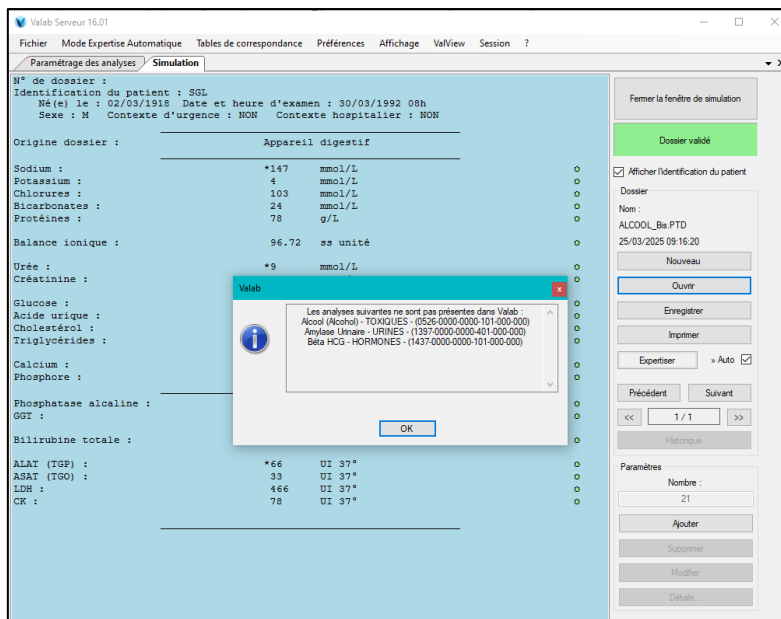 Valab Serveur 16.01
Fichier Mode Expertise Automatique Tables de correspondance Préférences Affichage ValView Session ?
Paramétrage des analyses Simulation
N° de dossier :
Identification du patient : SGL
Né(e) le : 02/03/1918 Date et heure d'examen : 30/03/1992 08h
Sexe : M Contexte d'urgence : NON Contexte hospitalier : NON
Origine dossier : Appareil digestif
Sodium : *147 mmol/L
Potassium : 4 mmol/L
Chlorures : 103 mmol/L
Bicarbonates : 24 mmol/L
Protéines : 78 g/L
Balance ionique : 96.72 ss unité
Urée : *9 mmol/L
Créatinine :
Glucose :
Acide urique :
Cholestérol :
Triglycérides :
Calcium :
Phosphore :
Phosphatase alcaline :
GGT :
Bilirubine totale :
ALAT (TGP) : *66 UI 37°
ASAT (TGO) : 33 UI 37°
LDH : 466 UI 37°
CK : 78 UI 37°
Valab
Les analyses suivantes ne sont pas présentes dans Valab :
Alcool (Alcohol) - TOXIQUES - (0526-0000-0000-101-000-000)
Amylase Urinaire - URINES - (1397-0000-0000-401-000-000)
Béta HCG - HORMONES - (1437-0000-0000-101-000-000)
OK
Fermer la fenêtre de simulation
Dossier validé
Afficher l'identification du patient
Dossier
Nom :
ALCOOL_Bis.PTD
25/03/2025 09:16:20
Nouveau
Ouvrir
Enregistrer
Imprimer
Expertiser » Auto
Précédent Suivant
<< 1 / 1 >>
Historique
Paramètres
Nombre :
21
Ajouter
Supprimer
Modifier
Détails...